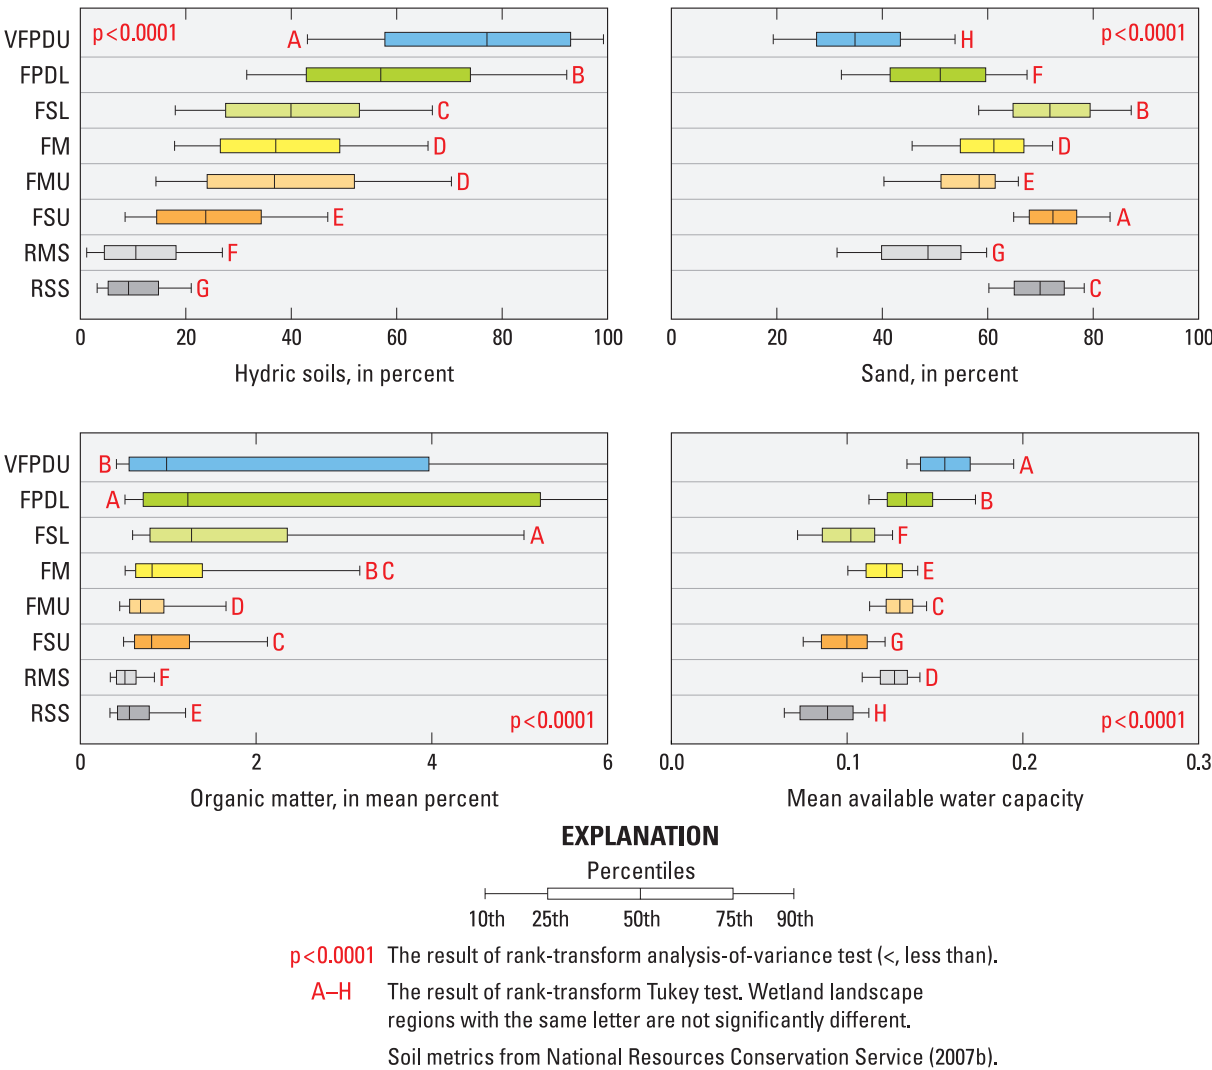 VFPDU
FPDL
FSL
FM
FMU
FSU
RMS
RSS
p<0.0001
A
B
C
D
D
E
F
G
0 20 40 60 80 100
Hydric soils, in percent
p<0.0001
H
F
B
D
E
A
G
C
0 20 40 60 80 100
Sand, in percent
VFPDU
FPDL
FSL
FM
FMU
FSU
RMS
RSS
B
A
A
B C
D
C
F
E
p<0.0001
0 2 4 6
Organic matter, in mean percent
A
B
F
E
C
G
D
H
p<0.0001
0.0 0.1 0.2 0.3
Mean available water capacity
EXPLANATION
Percentiles
10th 25th 50th 75th 90th
p<0.0001 The result of rank-transform analysis-of-variance test (<, less than).
A–H The result of rank-transform Tukey test. Wetland landscape
regions with the same letter are not significantly different.
Soil metrics from National Resources Conservation Service (2007b).